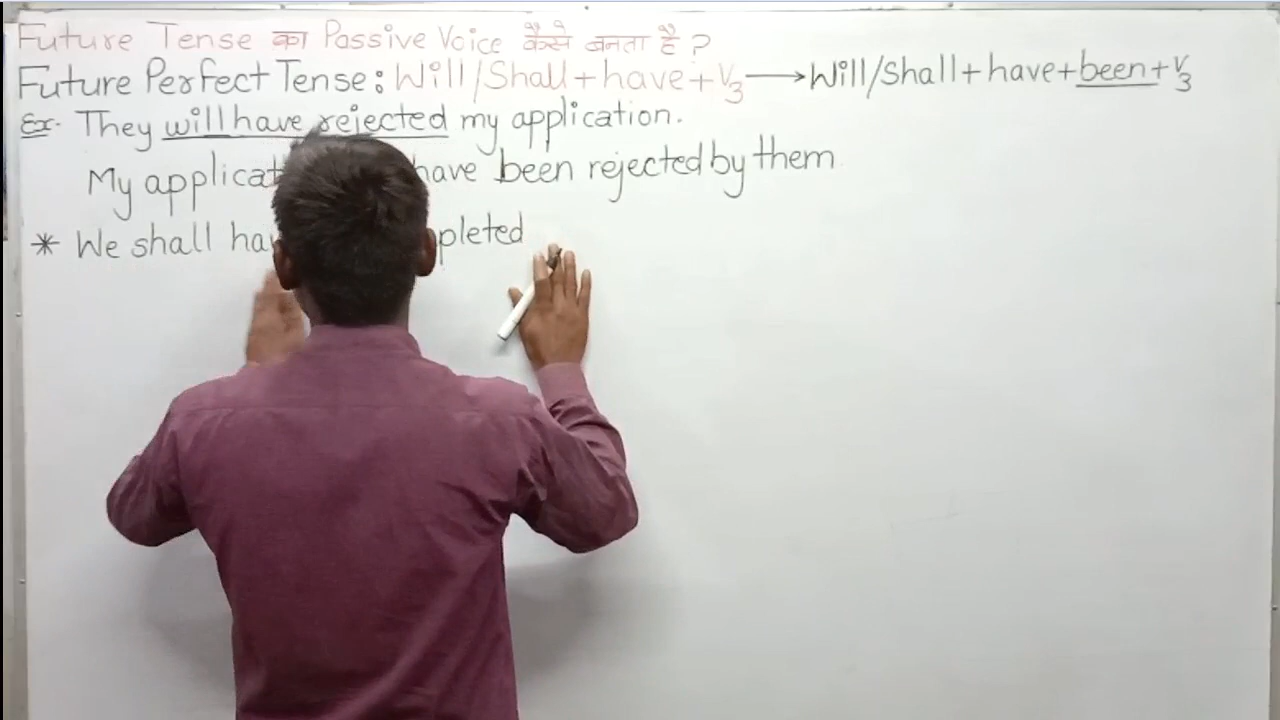 Future Tense का Passive Voice कैसे बनता है ?
Future Perfect Tense : Will/Shall + have + V3 → Will/Shall + have + been + V3
Ex. They will have rejected my application.
My applicat have been rejected by them
* We shall ha pleted